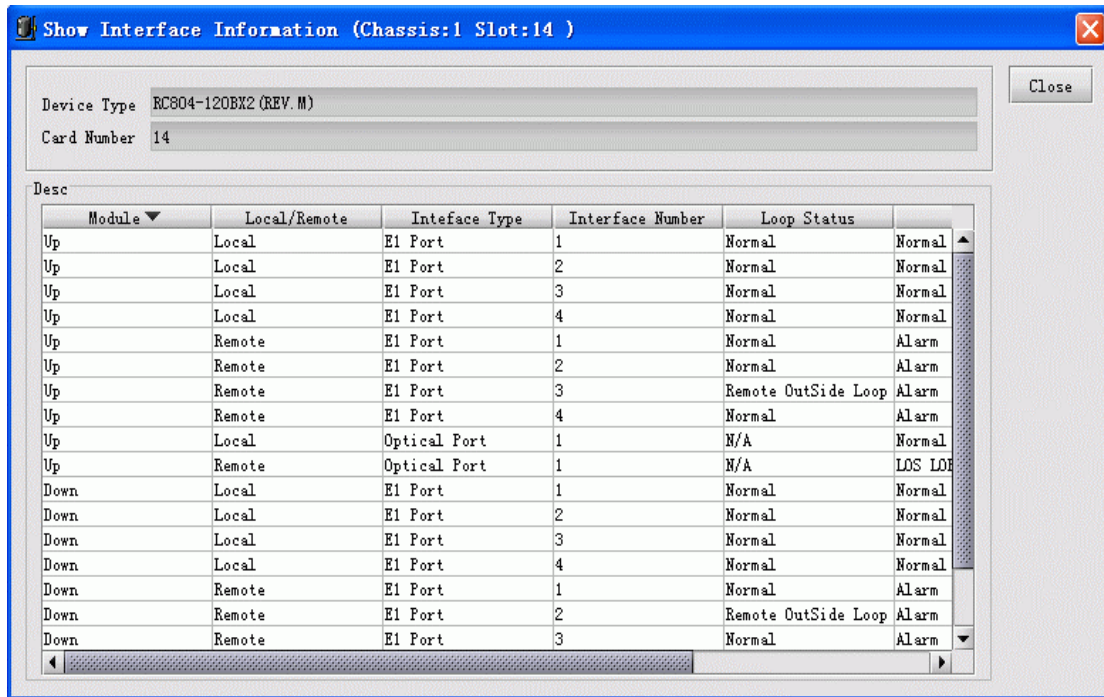 Show Interface Information (Chassis:1 Slot:14 )
Close
Device Type RC804-120BX2(REV.M)
Card Number 14
Desc
Module Local/Remote Inteface Type Interface Number Loop Status
Up Local E1 Port 1 Normal Normal
Up Local E1 Port 2 Normal Normal
Up Local E1 Port 3 Normal Normal
Up Local E1 Port 4 Normal Normal
Up Remote E1 Port 1 Normal Alarm
Up Remote E1 Port 2 Normal Alarm
Up Remote E1 Port 3 Remote OutSide Loop Alarm
Up Remote E1 Port 4 Normal Alarm
Up Local Optical Port 1 N/A Normal
Up Remote Optical Port 1 N/A LOS
Down Local E1 Port 1 Normal Normal
Down Local E1 Port 2 Normal Normal
Down Local E1 Port 3 Normal Normal
Down Local E1 Port 4 Normal Normal
Down Remote E1 Port 1 Normal Alarm
Down Remote E1 Port 2 Remote OutSide Loop Alarm
Down Remote E1 Port 3 Normal Alarm